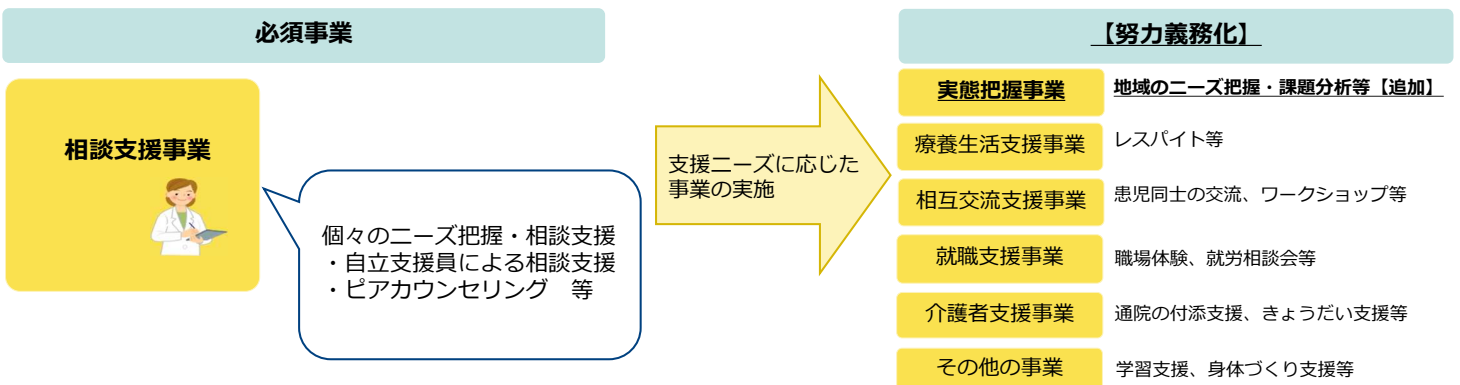 必須事業
相談支援事業
個々のニーズ把握・相談支援
・自立支援員による相談支援
・ピアカウンセリング　等
支援ニーズに応じた
事業の実施
【努力義務化】
実態把握事業
地域のニーズ把握・課題分析等【追加】
療養生活支援事業
レスパイト等
相互交流支援事業
患児同士の交流、ワークショップ等
就職支援事業
職場体験、就労相談会等
介護者支援事業
通院の付添支援、きょうだい支援等
その他の事業
学習支援、身体づくり支援等